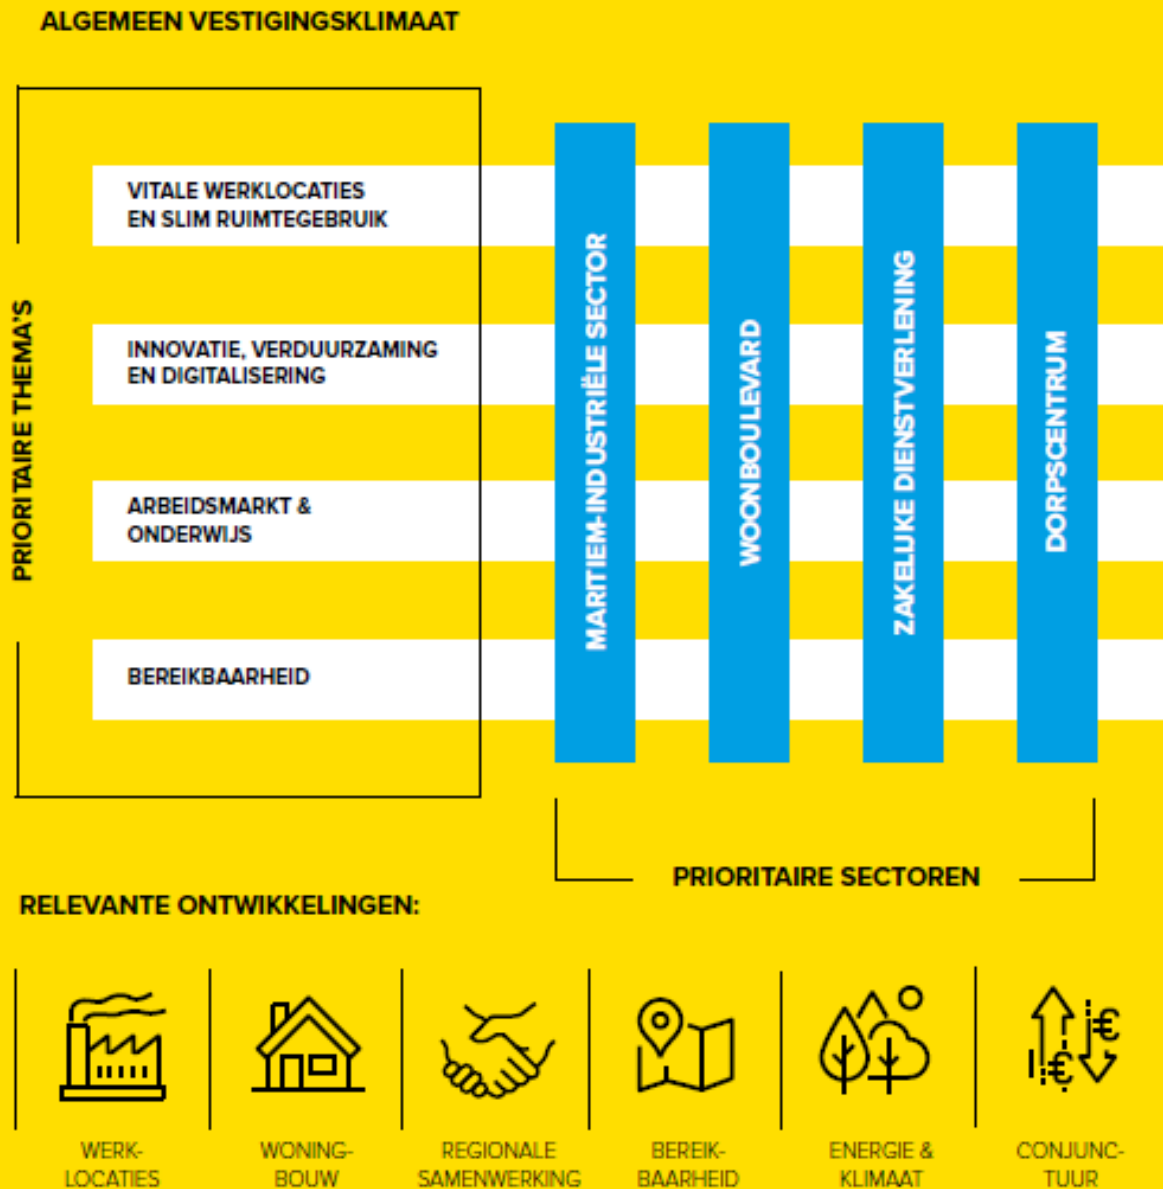 ALGEMEEN VESTIGINGSKLIMAAT
PRIORITAIRE THEMA'S
VITALE WERKLOCATIES
EN SLIM RUIMTEGEBRUIK
INNOVATIE, VERDUURZAMING
EN DIGITALISERING
ARBEIDSMARKT &
ONDERWIJS
BEREIKBAARHEID
MARITIEM-INDUSTRIËLE SECTOR
WOONBOULEVARD
ZAKELIJKE DIENSTVERLENING
DORPSCENTRUM
PRIORITAIRE SECTOREN
RELEVANTE ONTWIKKELINGEN:
€
€
WERK-
LOCATIES
WONING-
BOUW
REGIONALE
SAMENWERKING
BEREIK-
BAARHEID
ENERGIE &
KLIMAAT
CONJUNC-
TUUR